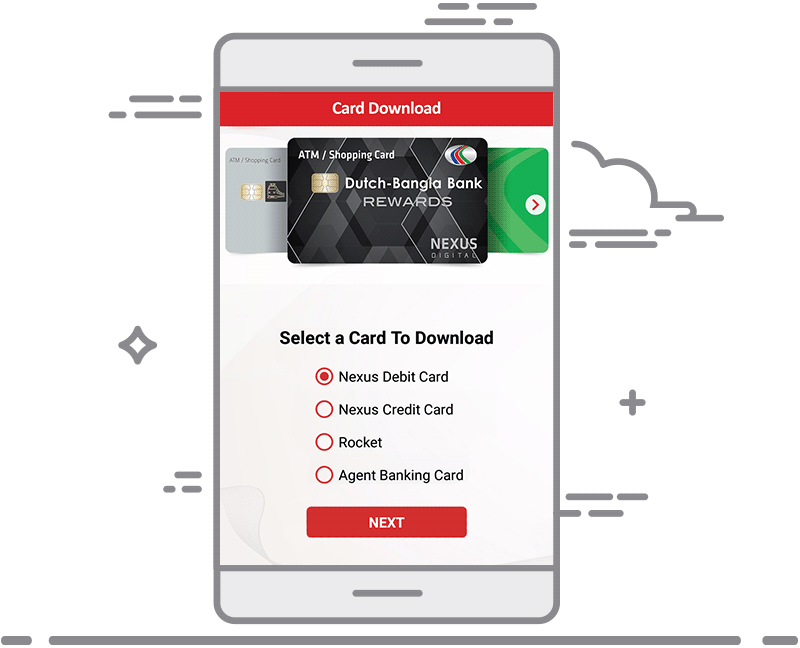 Card Download
ATM / Shopping Card
ATM / Shopping Card
Dutch-Bangla Bank
REWARDS
NEXUS
DIGITAL
Select a Card To Download
Nexus Debit Card
Nexus Credit Card
Rocket
Agent Banking Card
NEXT